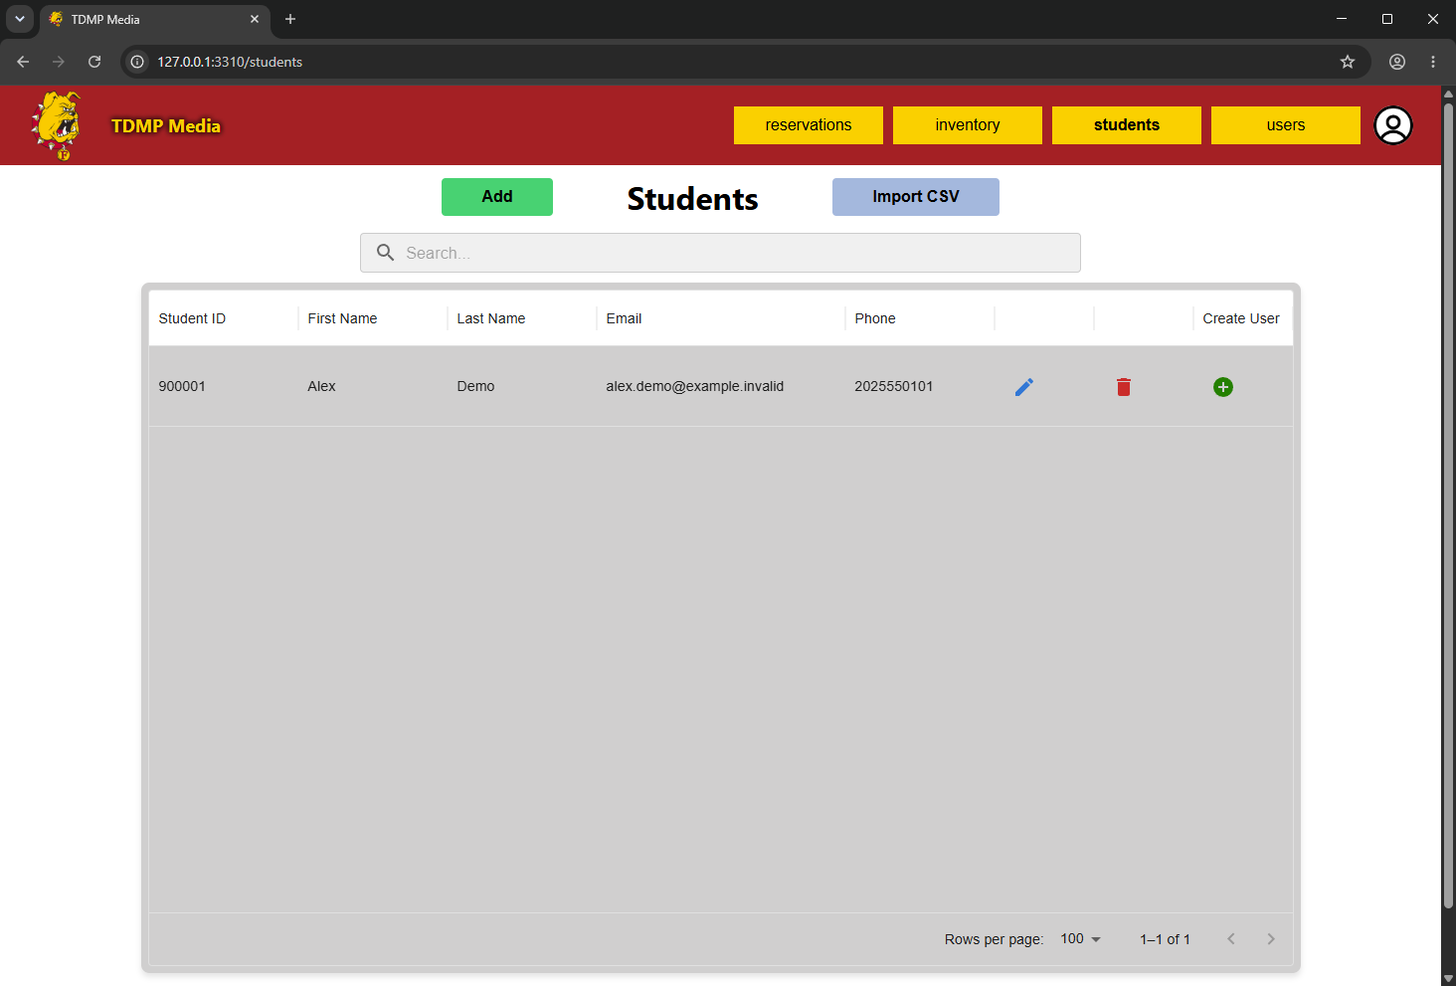 TDMP Media
127.0.0.1:3310/students
F
TDMP Media
reservations
inventory
students
users
Add
Students
Import CSV
Search...
Student ID
First Name
Last Name
Email
Phone
Create User
900001
Alex
Demo
alex.demo@example.invalid
2025550101
Rows per page:
100
1–1 of 1